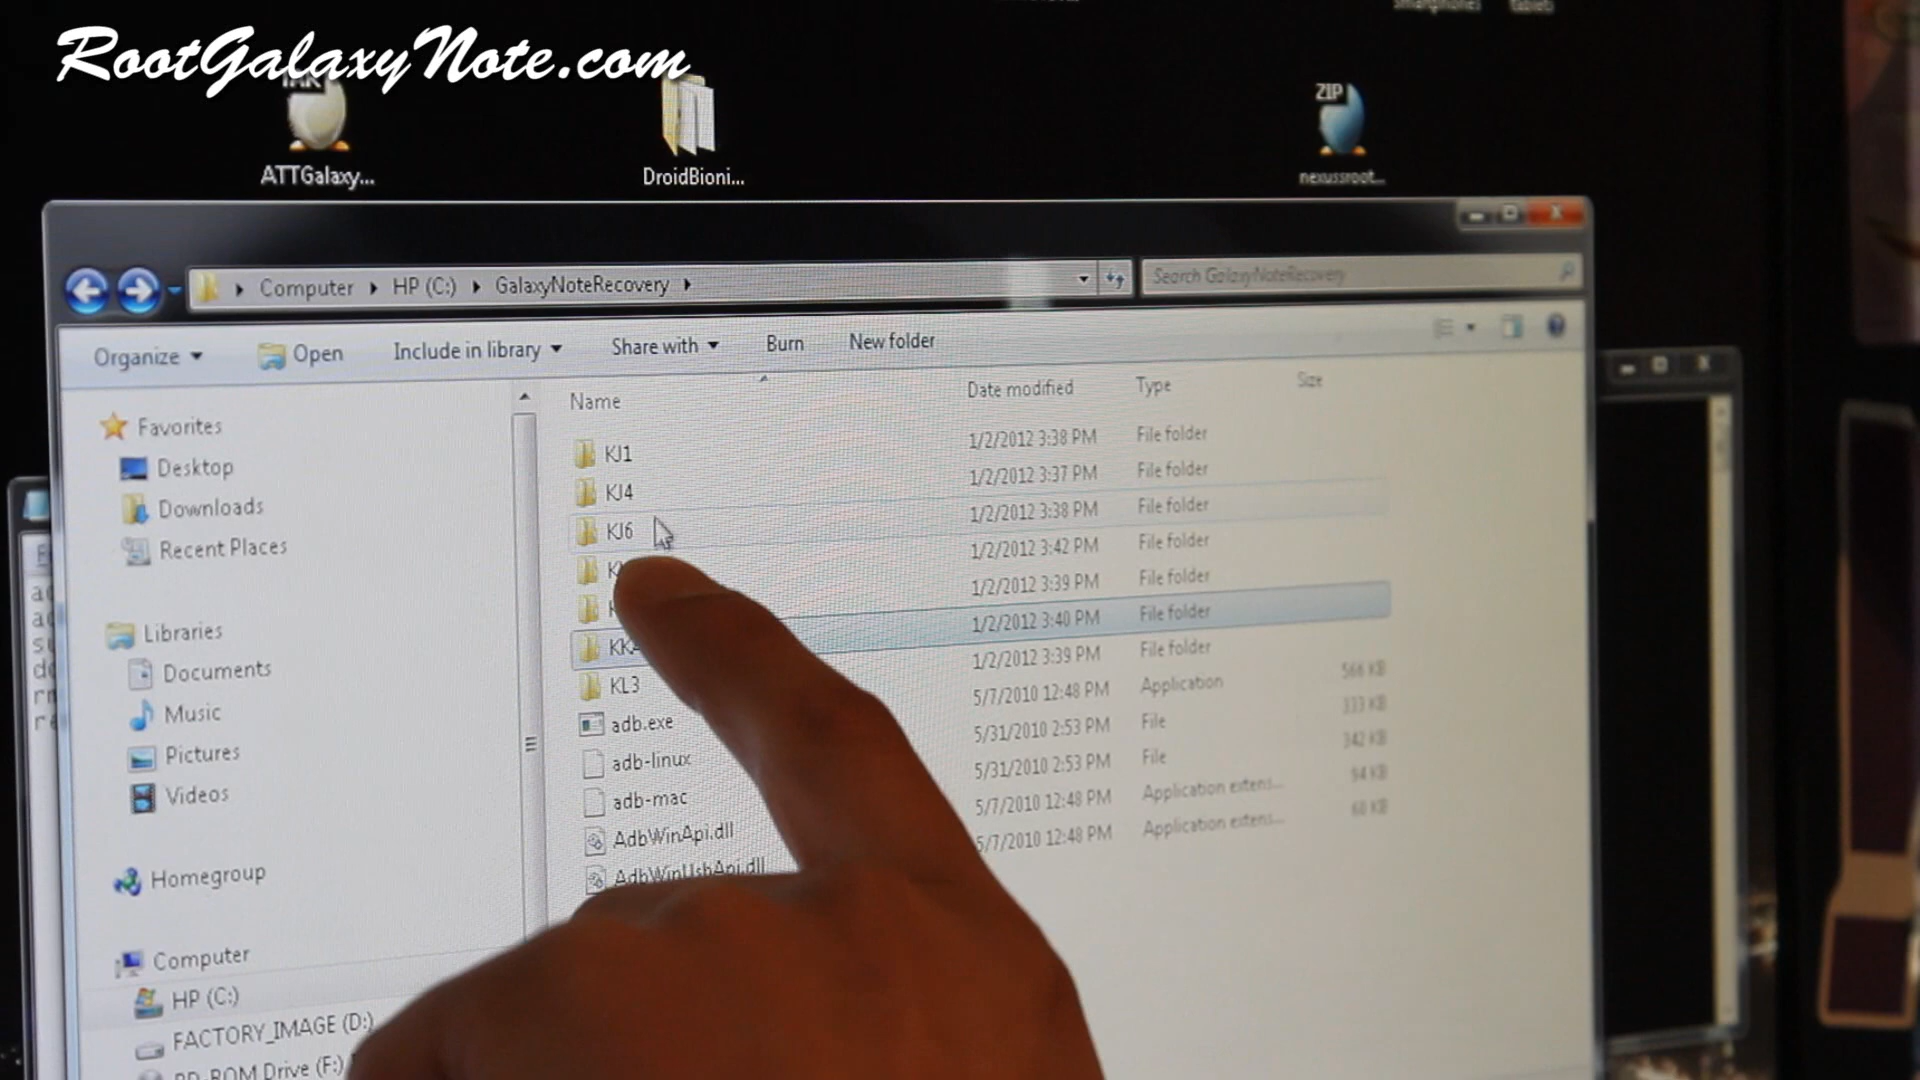 RootGalaxyNote.com
ATTGalaxy...
DroidBioni...
ZIP
nexussroot...
Computer HP (C:) GalaxyNoteRecovery
Search GalaxyNoteRecovery
Organize Open Include in library Share with Burn New folder
Name Date modified Type Size
Favorites
Desktop
Downloads
Recent Places
Libraries
Documents
Music
Pictures
Videos
Homegroup
Computer
HP (C:)
FACTORY_IMAGE (D:)
KJ1 1/2/2012 3:38 PM File folder
KJ4 1/2/2012 3:37 PM File folder
KJ6 1/2/2012 3:38 PM File folder
1/2/2012 3:42 PM File folder
1/2/2012 3:39 PM File folder
1/2/2012 3:40 PM File folder
KL3 1/2/2012 3:39 PM File folder
adb.exe 5/7/2010 12:48 PM Application 566 KB
adb-linux 5/31/2010 2:53 PM File 333 KB
adb-mac 5/31/2010 2:53 PM File 342 KB
AdbWinApi.dll 5/7/2010 12:48 PM Application extens... 94 KB
AdbWinUsbApi.dll 5/7/2010 12:48 PM Application extens... 60 KB